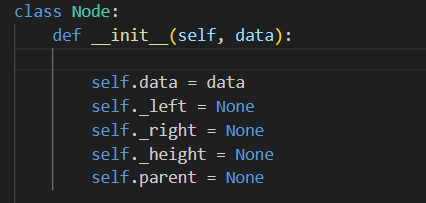 class Node:
    def __init__(self, data):
        self.data = data
        self._left = None
        self._right = None
        self._height = None
        self.parent = None